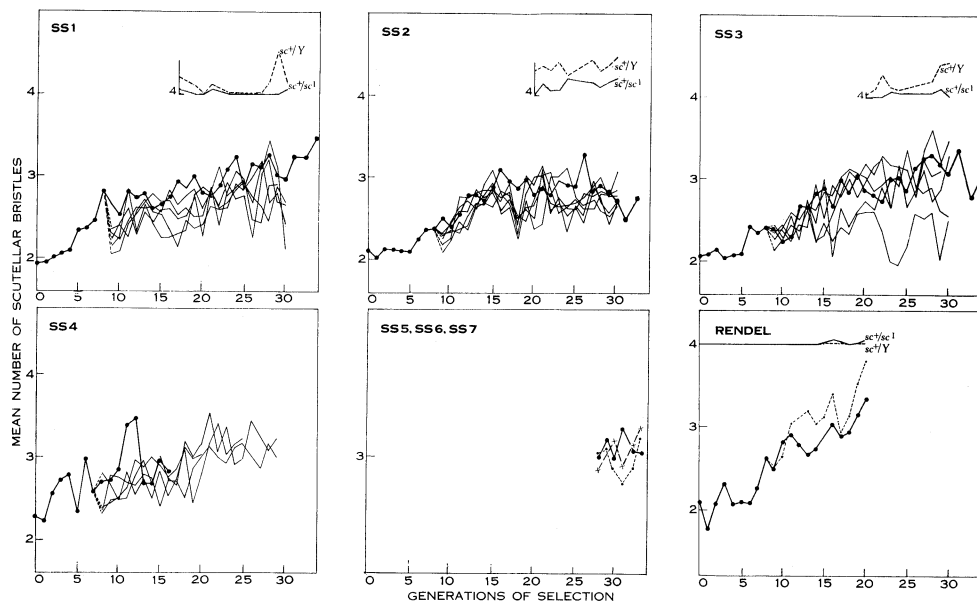 MEAN NUMBER OF SCUTELLAR BRISTLES
SS1
sc+/Y
sc+/sc1
4
3
2
0 5 10 15 20 25 30
SS2
sc+/Y
sc+/sc1
4
4
3
2
0 5 10 15 20 25 30
SS3
sc+/Y
sc+/sc1
4
4
3
2
0 5 10 15 20 25 30
SS4
3
2
0 5 10 15 20 25 30
SS5, SS6, SS7
3
0 5 10 15 20 25 30
RENDEL
sc+/sc1
sc+/Y
4
3
2
0 5 10 15 20 25 30
GENERATIONS OF SELECTION